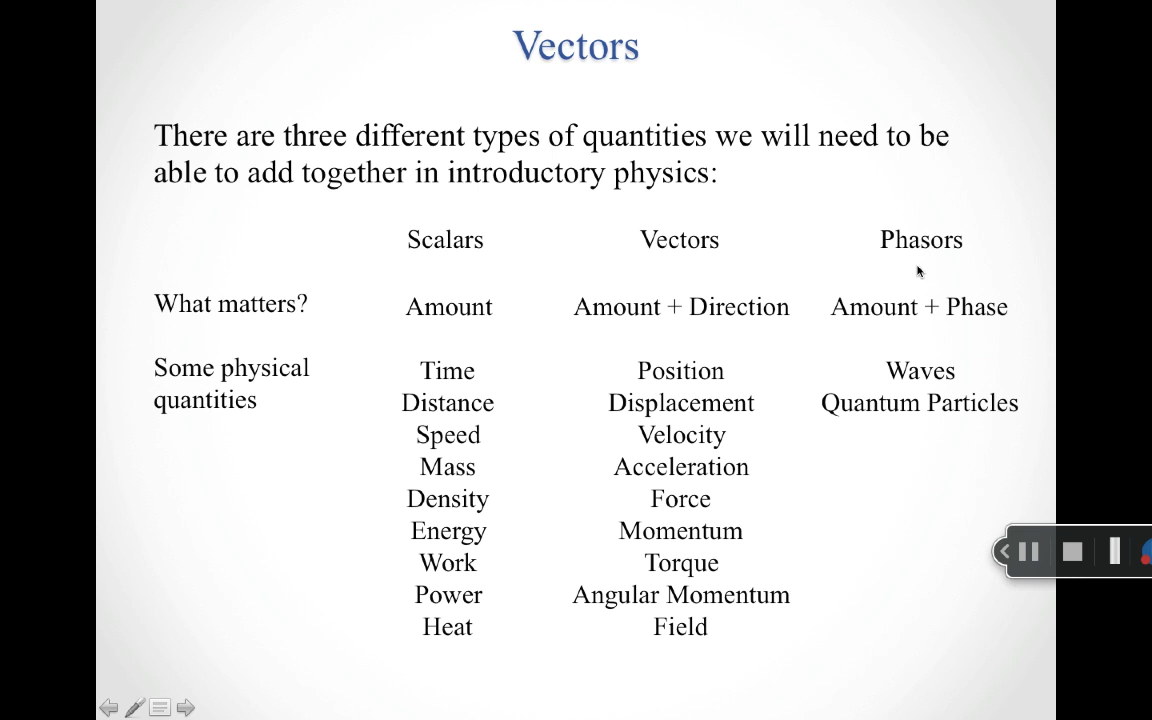 Vectors
There are three different types of quantities we will need to be
able to add together in introductory physics:
Scalars Vectors Phasors
What matters? Amount Amount + Direction Amount + Phase
Some physical Time Position Waves
quantities Distance Displacement Quantum Particles
Speed Velocity
Mass Acceleration
Density Force
Energy Momentum
Work Torque
Power Angular Momentum
Heat Field